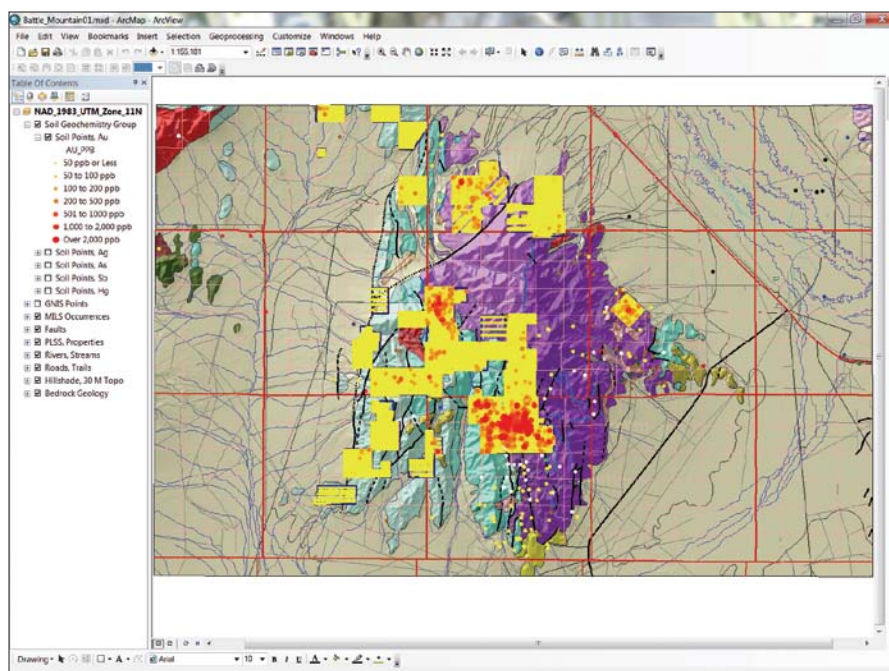 Battle_Mountain01.mxd - ArcMap - ArcView
File Edit View Bookmarks Insert Selection Geoprocessing Customize Windows Help
1:155,101
Table Of Contents
NAD_1983_UTM_Zone_11N
Soil Geochemistry Group
Soil Points, Au
AU_PPB
50 ppb or Less
50 to 100 ppb
100 to 200 ppb
200 to 500 ppb
501 to 1000 ppb
1,000 to 2,000 ppb
Over 2,000 ppb
Soil Points, Ag
Soil Points, As
Soil Points, Sb
Soil Points, Hg
GNIS Points
MILS Occurrences
Faults
PLSS, Properties
Rivers, Streams
Roads, Trails
Hillshade, 30 M Topo
Bedrock Geology
Drawing Arial 10 B I U A